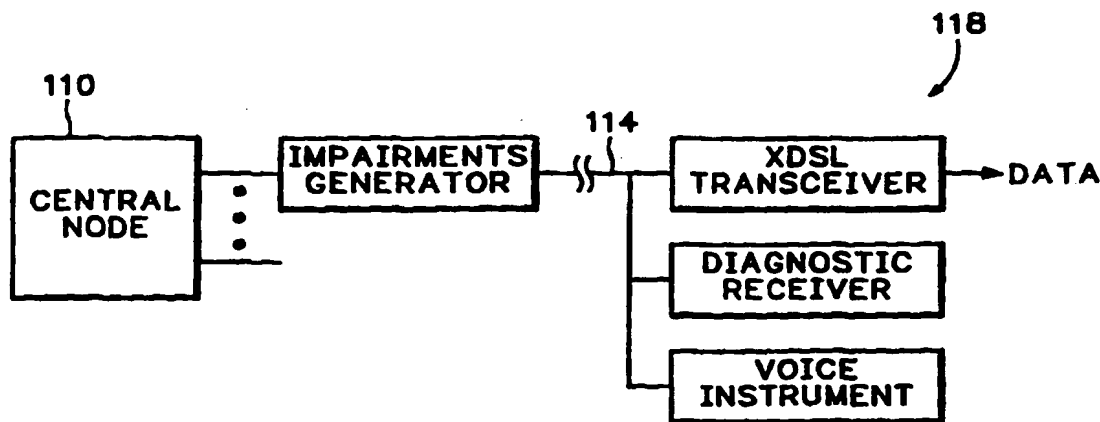 118
110
114
CENTRAL
NODE
IMPAIRMENTS
GENERATOR
XDSL
TRANSCEIVER
DATA
DIAGNOSTIC
RECEIVER
VOICE
INSTRUMENT